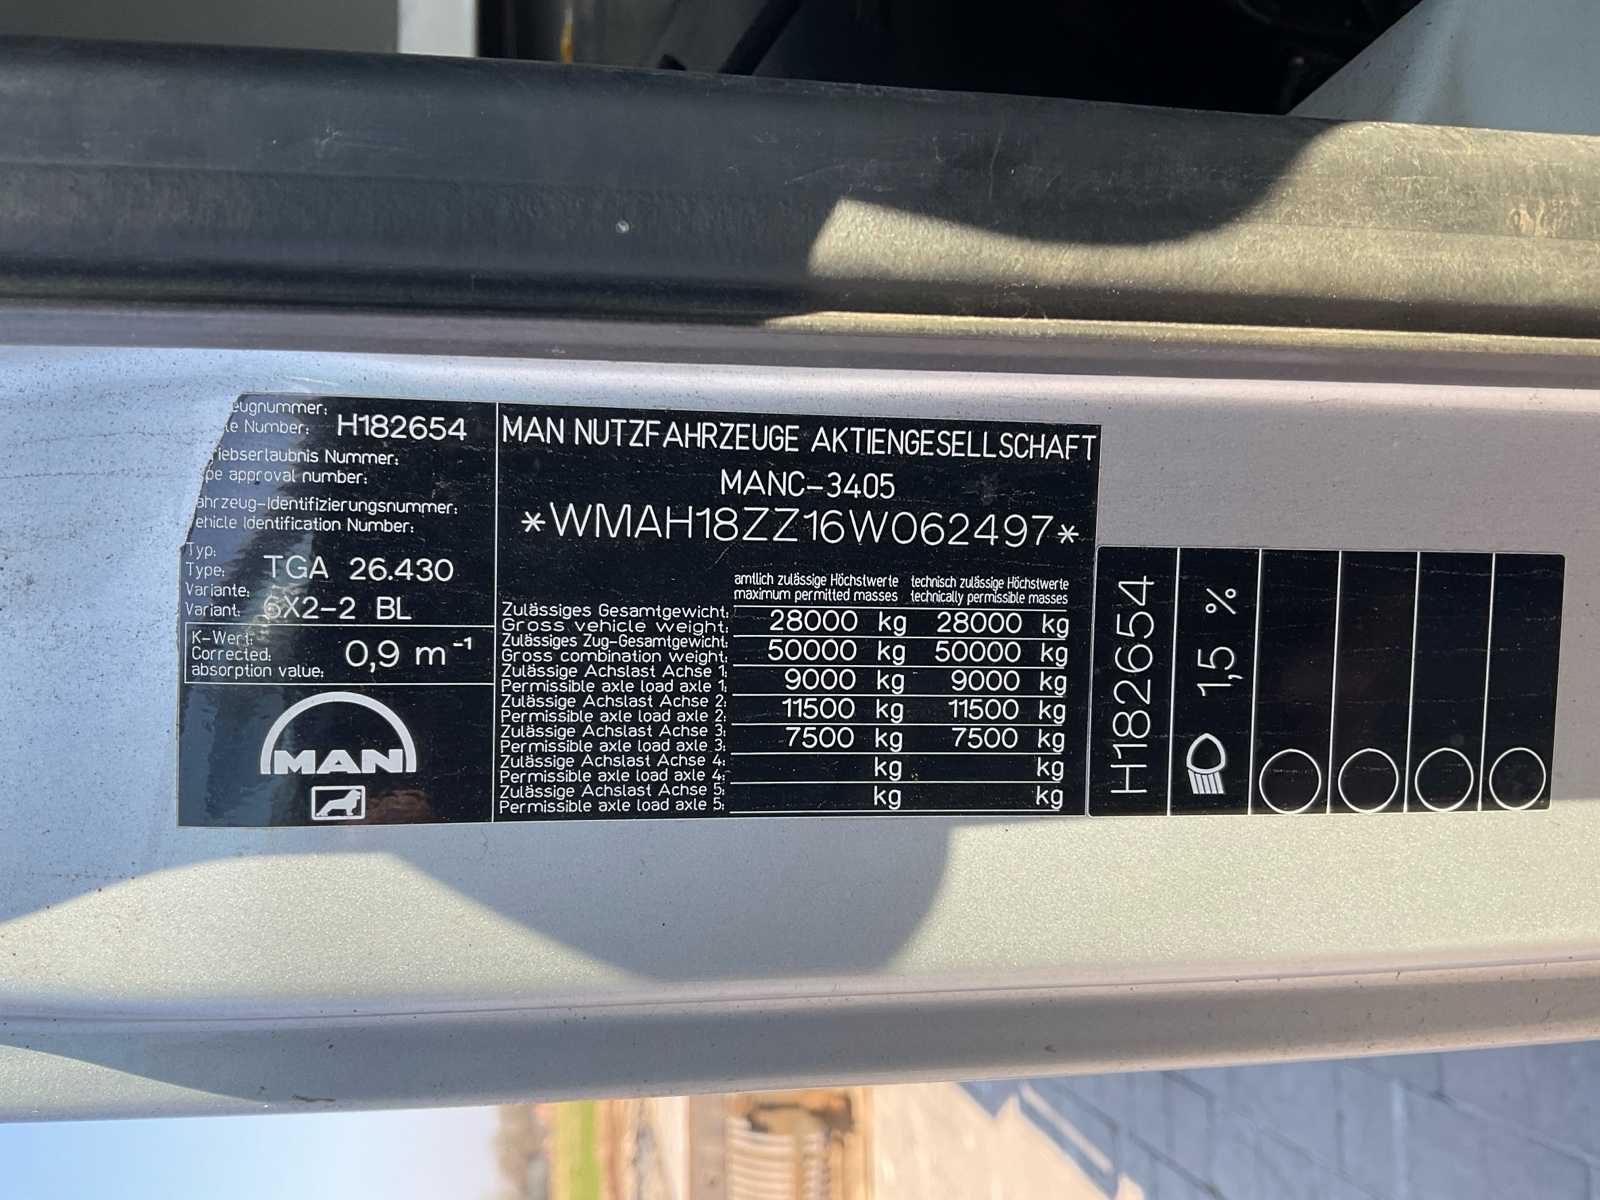 eugnummer:
le Number: H182654
riebserlaubnis Nummer:
pe approval number:
ahrzeug-Identifizierungsnummer:
ehicle Identification Number:
Typ:
Type: TGA 26.430
Variante:
Variant: 6X2-2 BL
K-Wert:
Corrected:
absorption value: 0,9 m⁻¹
MAN
MAN NUTZFAHRZEUGE AKTIENGESELLSCHAFT
MANC-3405
*WMAH18ZZ16W062497*
amtlich zulässige Höchstwerte technisch zulässige Höchstwerte
maximum permitted masses technically permissible masses
Zulässiges Gesamtgewicht:
Gross vehicle weight: 28000 kg 28000 kg
Zulässiges Zug-Gesamtgewicht:
Gross combination weight: 50000 kg 50000 kg
Zulässige Achslast Achse 1:
Permissible axle load axle 1: 9000 kg 9000 kg
Zulässige Achslast Achse 2:
Permissible axle load axle 2: 11500 kg 11500 kg
Zulässige Achslast Achse 3:
Permissible axle load axle 3: 7500 kg 7500 kg
Zulässige Achslast Achse 4:
Permissible axle load axle 4: kg kg
Zulässige Achslast Achse 5:
Permissible axle load axle 5: kg kg
H182654
1,5 %